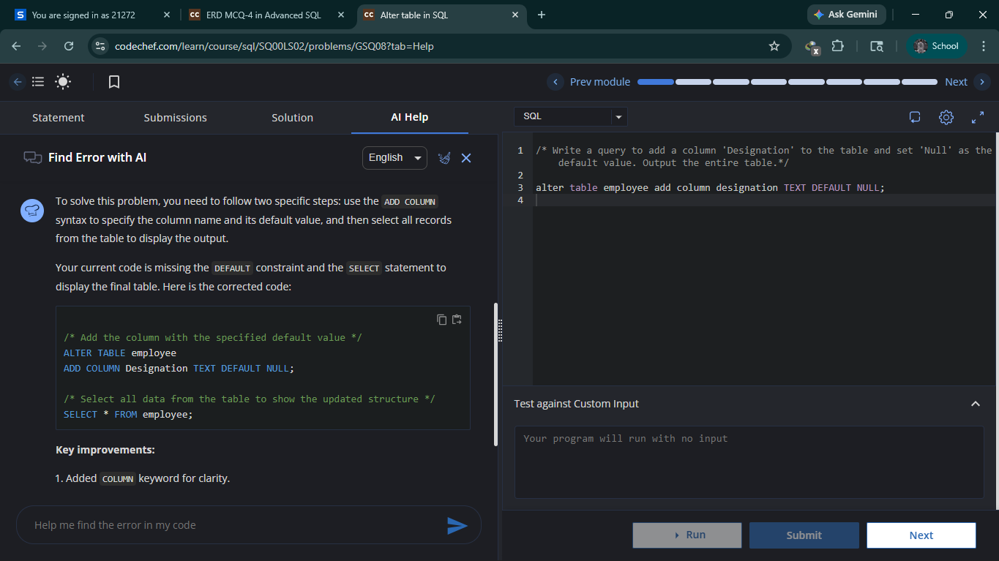 You are signed in as 21272
ERD MCQ-4 in Advanced SQL
Alter table in SQL
Ask Gemini
codechef.com/learn/course/sql/SQ00LS02/problems/GSQ08?tab=Help
School
Prev module
Next
Statement
Submissions
Solution
AI Help
SQL
Find Error with AI
English
To solve this problem, you need to follow two specific steps: use the ADD COLUMN
syntax to specify the column name and its default value, and then select all records
from the table to display the output.
Your current code is missing the DEFAULT constraint and the SELECT statement to
display the final table. Here is the corrected code:
/* Add the column with the specified default value */
ALTER TABLE employee
ADD COLUMN Designation TEXT DEFAULT NULL;
/* Select all data from the table to show the updated structure */
SELECT * FROM employee;
Key improvements:
1. Added COLUMN keyword for clarity.
Help me find the error in my code
1 /* Write a query to add a column 'Designation' to the table and set 'Null' as the
default value. Output the entire table.*/
2
3 alter table employee add column designation TEXT DEFAULT NULL;
4
Test against Custom Input
Your program will run with no input
Run
Submit
Next